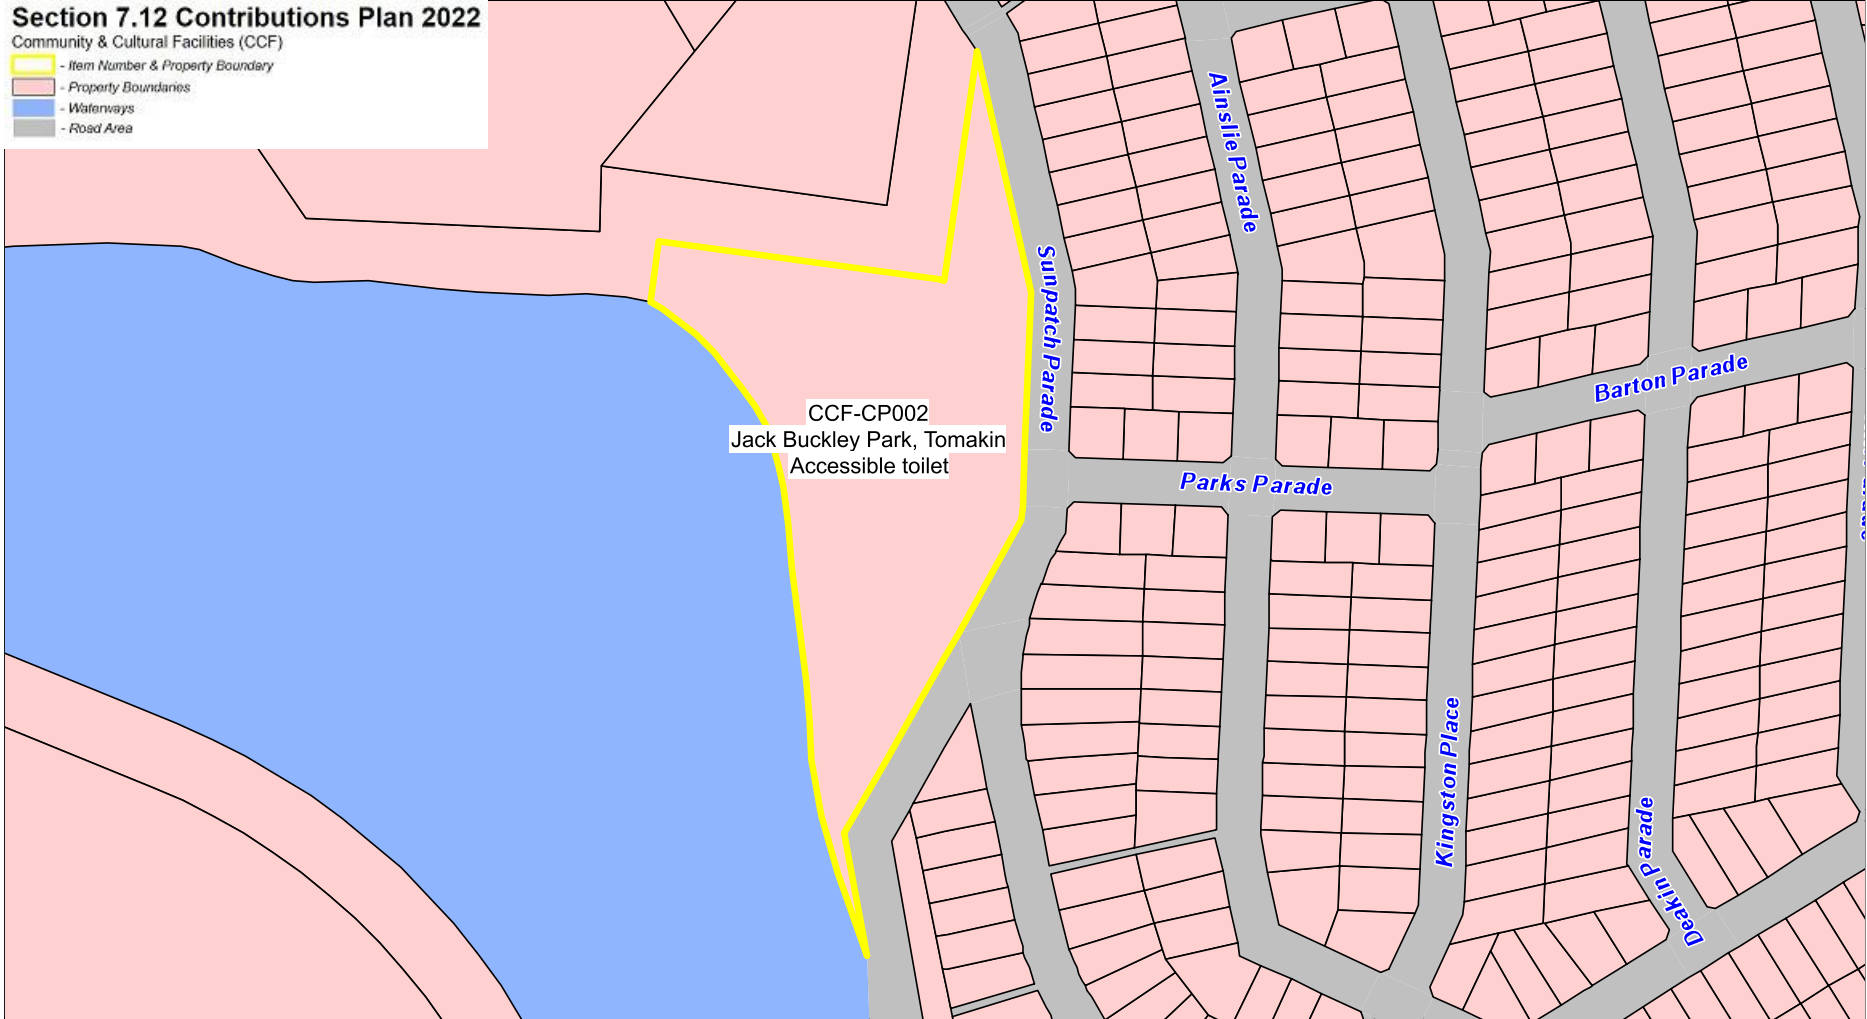 Section 7.12 Contributions Plan 2022
Community & Cultural Facilities (CCF)
- Item Number & Property Boundary
- Property Boundaries
- Waterways
- Road Area
Ainslie Parade
Sunpatch Parade
Barton Parade
CCF-CP002
Jack Buckley Park, Tomakin
Accessible toilet
Parks Parade
Kingston Place
Deakin Parade